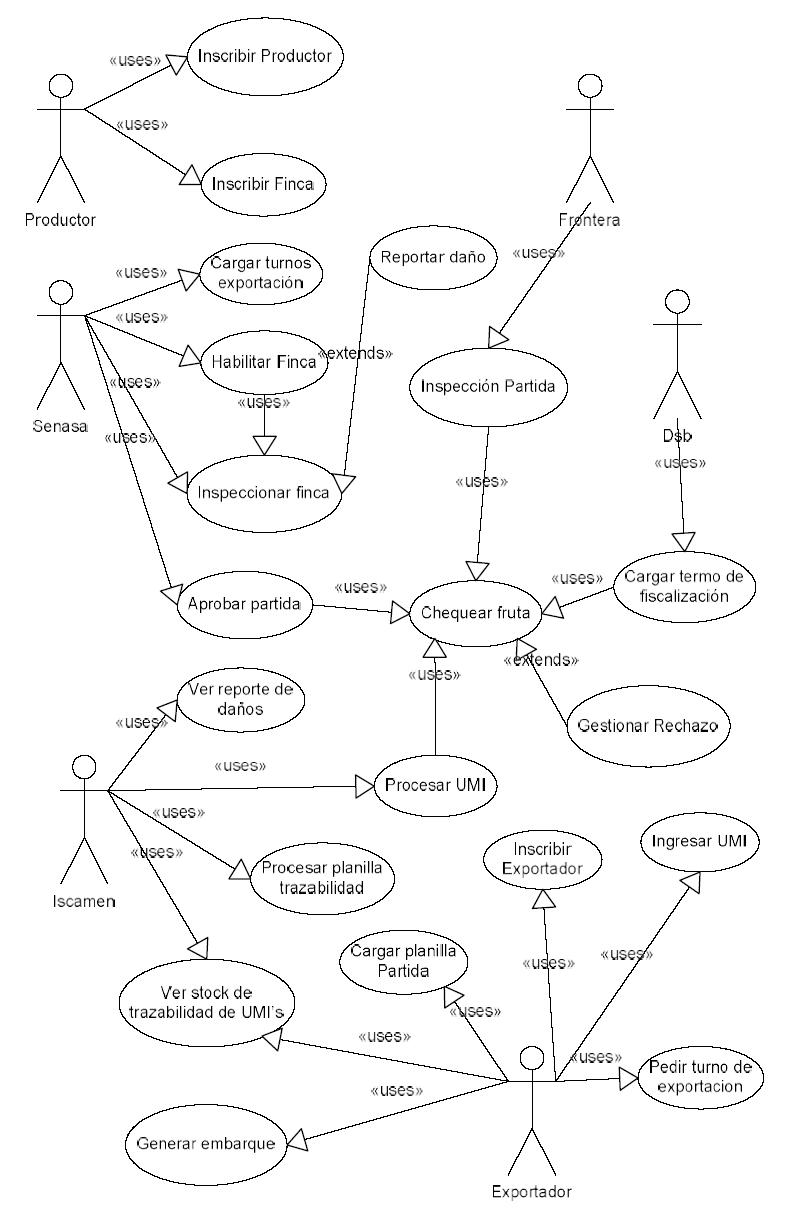 Inscribir Productor
«uses»
«uses»
Inscribir Finca
Productor
Frontera
«uses»
Reportar daño
Cargar turnos
exportación
«uses»
«uses»
Habilitar Finca
«extends»
«uses»
«uses»
«uses»
Senasa
Inspeccionar finca
Inspección Partida
Dsb
«uses»
«uses»
Aprobar partida
«uses»
Chequear fruta
«uses»
Cargar termo de
fiscalización
«extends»
«uses»
Ver reporte de
daños
«uses»
Gestionar Rechazo
«uses»
Procesar UMI
«uses»
«uses»
Procesar planilla
trazabilidad
Iscamen
Inscribir
Exportador
Ingresar UMI
Cargar planilla
Partida
«uses»
«uses»
Ver stock de
trazabilidad de UMI's
«uses»
«uses»
«uses»
Pedir turno de
exportacion
«uses»
Generar embarque
Exportador